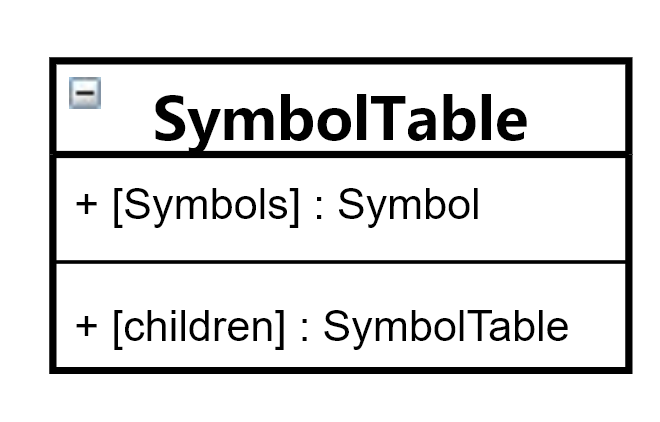 SymbolTable
+ [Symbols] : Symbol
+ [children] : SymbolTable